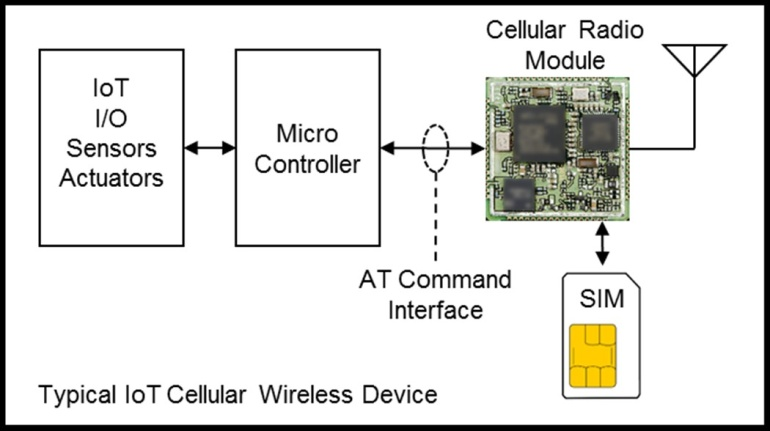 Cellular Radio
Module
IoT
I/O
Sensors
Actuators
Micro
Controller
AT Command
Interface
SIM
Typical IoT Cellular Wireless Device